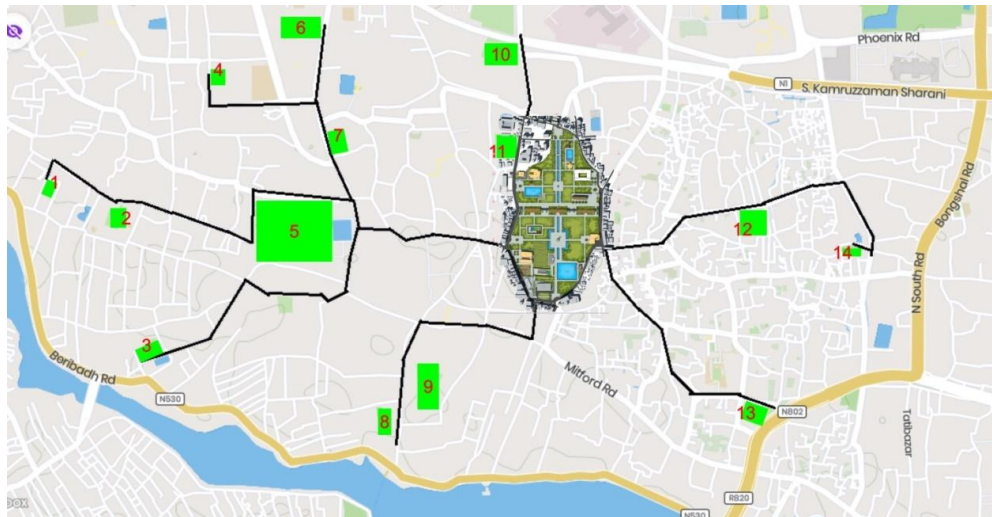 6
10
Phoenix Rd
4
N1
S. Kamruzzaman Sharani
7
11
1
2
5
12
14
Bongshal Rd
N South Rd
3
Beribadh Rd
9
8
Mitford Rd
N530
13
N802
Tatibazar
R820
N530
box